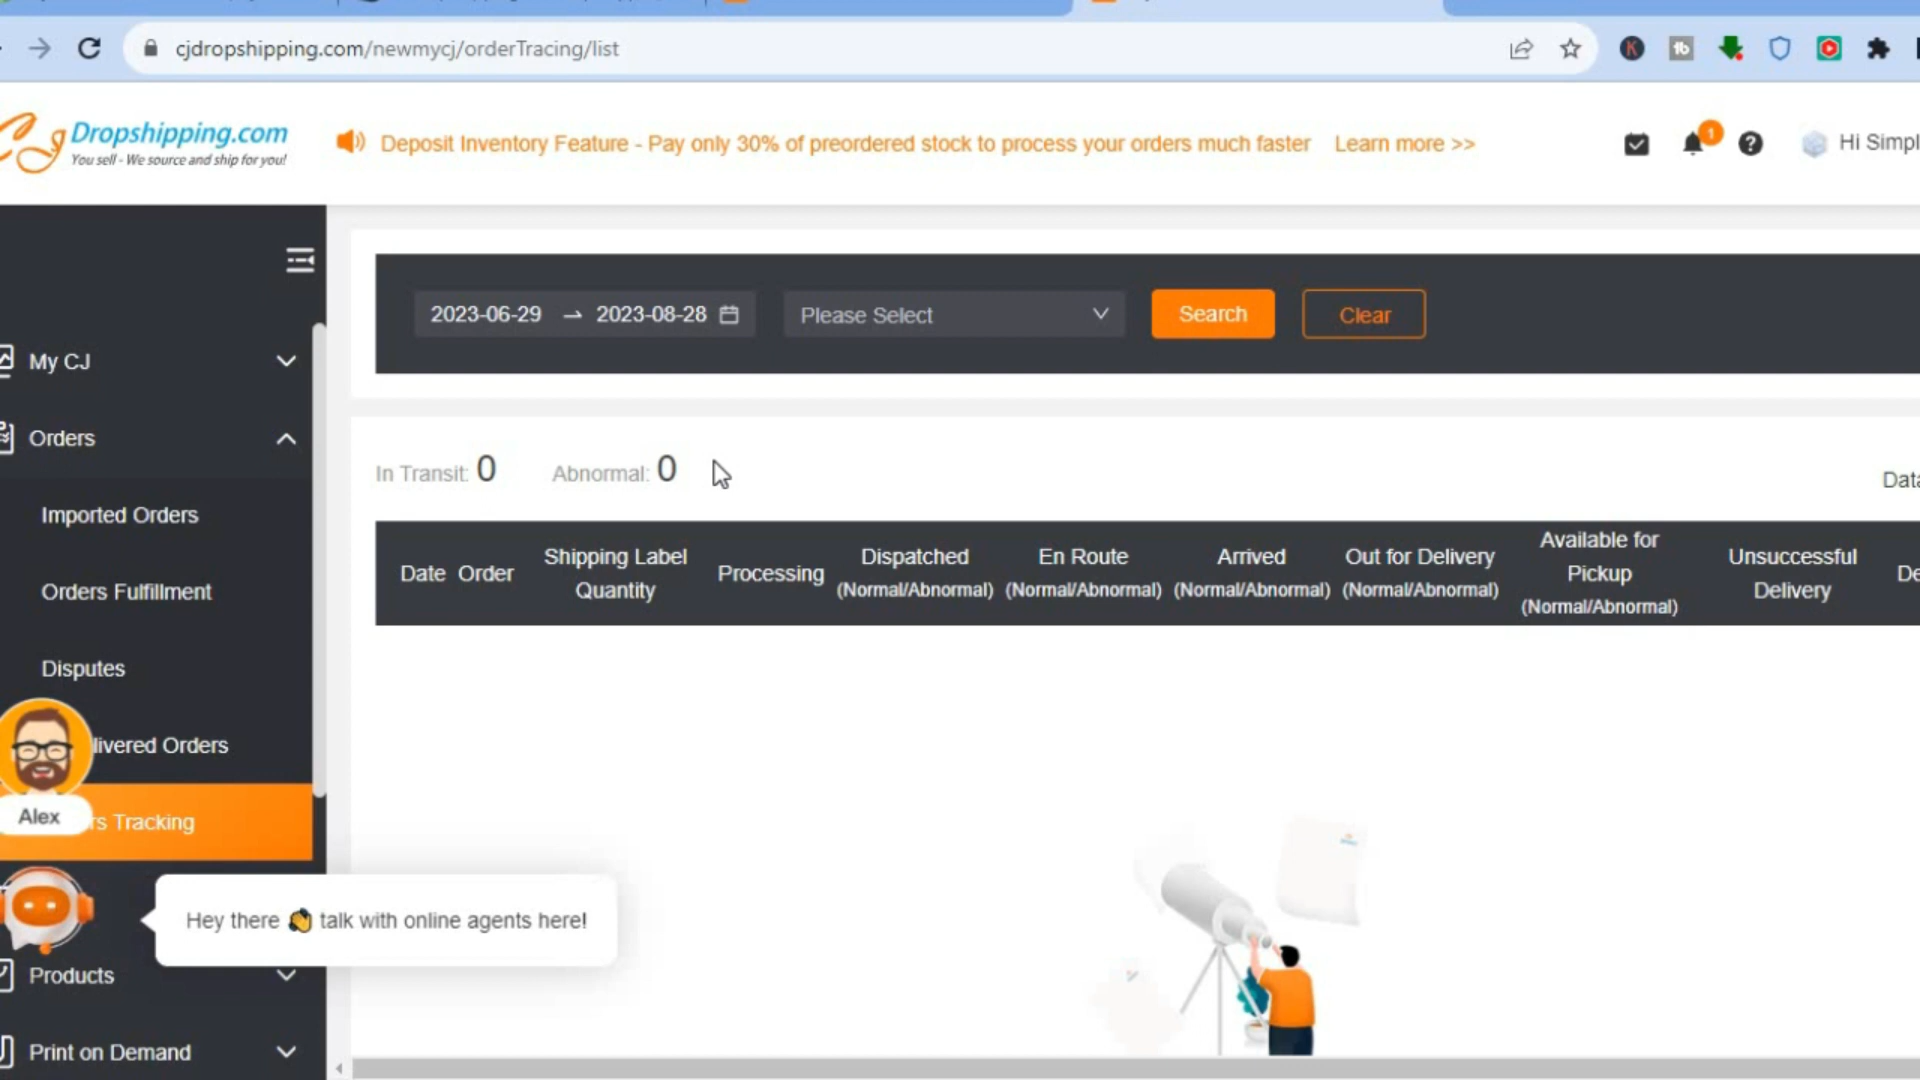 cjdropshipping.com/newmycj/orderTracing/list
Dropshipping.com
You sell - We source and ship for you!
Deposit Inventory Feature - Pay only 30% of preordered stock to process your orders much faster Learn more >>
1
Hi Simpl
2023-06-29 → 2023-08-28
Please Select
Search
Clear
My CJ
Orders
Imported Orders
Orders Fulfillment
Disputes
livered Orders
Alex
rs Tracking
Hey there 👏 talk with online agents here!
Products
Print on Demand
In Transit: 0 Abnormal: 0
Data
Date Order Shipping Label Quantity Processing Dispatched (Normal/Abnormal) En Route (Normal/Abnormal) Arrived (Normal/Abnormal) Out for Delivery (Normal/Abnormal) Available for Pickup (Normal/Abnormal) Unsuccessful Delivery De